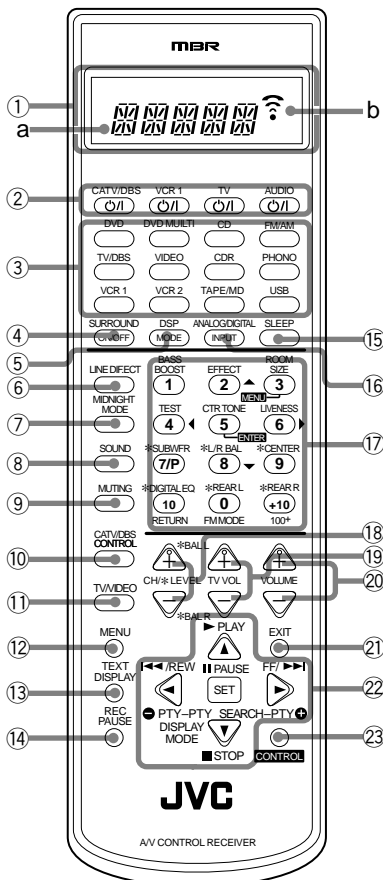 MBR
1
a
b
CATV/DBS VCR 1 TV AUDIO
2
DVD DVD MUILTI CD FM/AM
3
TV/DBS VIDEO CDR PHONO
VCR 1 VCR 2 TAPE/MD USB
4
SURROUND DSP ANALOG/DIGITAL SLEEP
ON/OFF MODE INPUT
15
5
16
BASS ROOM
LINE DIRECT BOOST EFFECT SIZE
6
1 2 3
MENU
MIDNIGHT MODE
7
TEST CTR TONE LIVENESS
4 5 6
ENTER
17
SOUND
8
*SUBWFR *L/R BAL *CENTER
7/P 8 9
MUTING
9
*DIGITAL EQ *REAR L *REAR R
10 0 +10
RETURN FM MODE 100+
CATV/DBS
CONTROL
10
*BAL L
18
+ + +
19
CH/*LEVEL TV VOL VOLUME
20
TV/VIDEO
11
– – –
*BAL R
MENU
12
PLAY
EXIT
21
/REW PAUSE FF/
TEXT
DISPLAY
13
SET
22
REC
PAUSE
14
PTY–PTY SEARCH–PTY
DISPLAY
MODE
STOP
CONTROL
23
JVC
A/V CONTROL RECEIVER